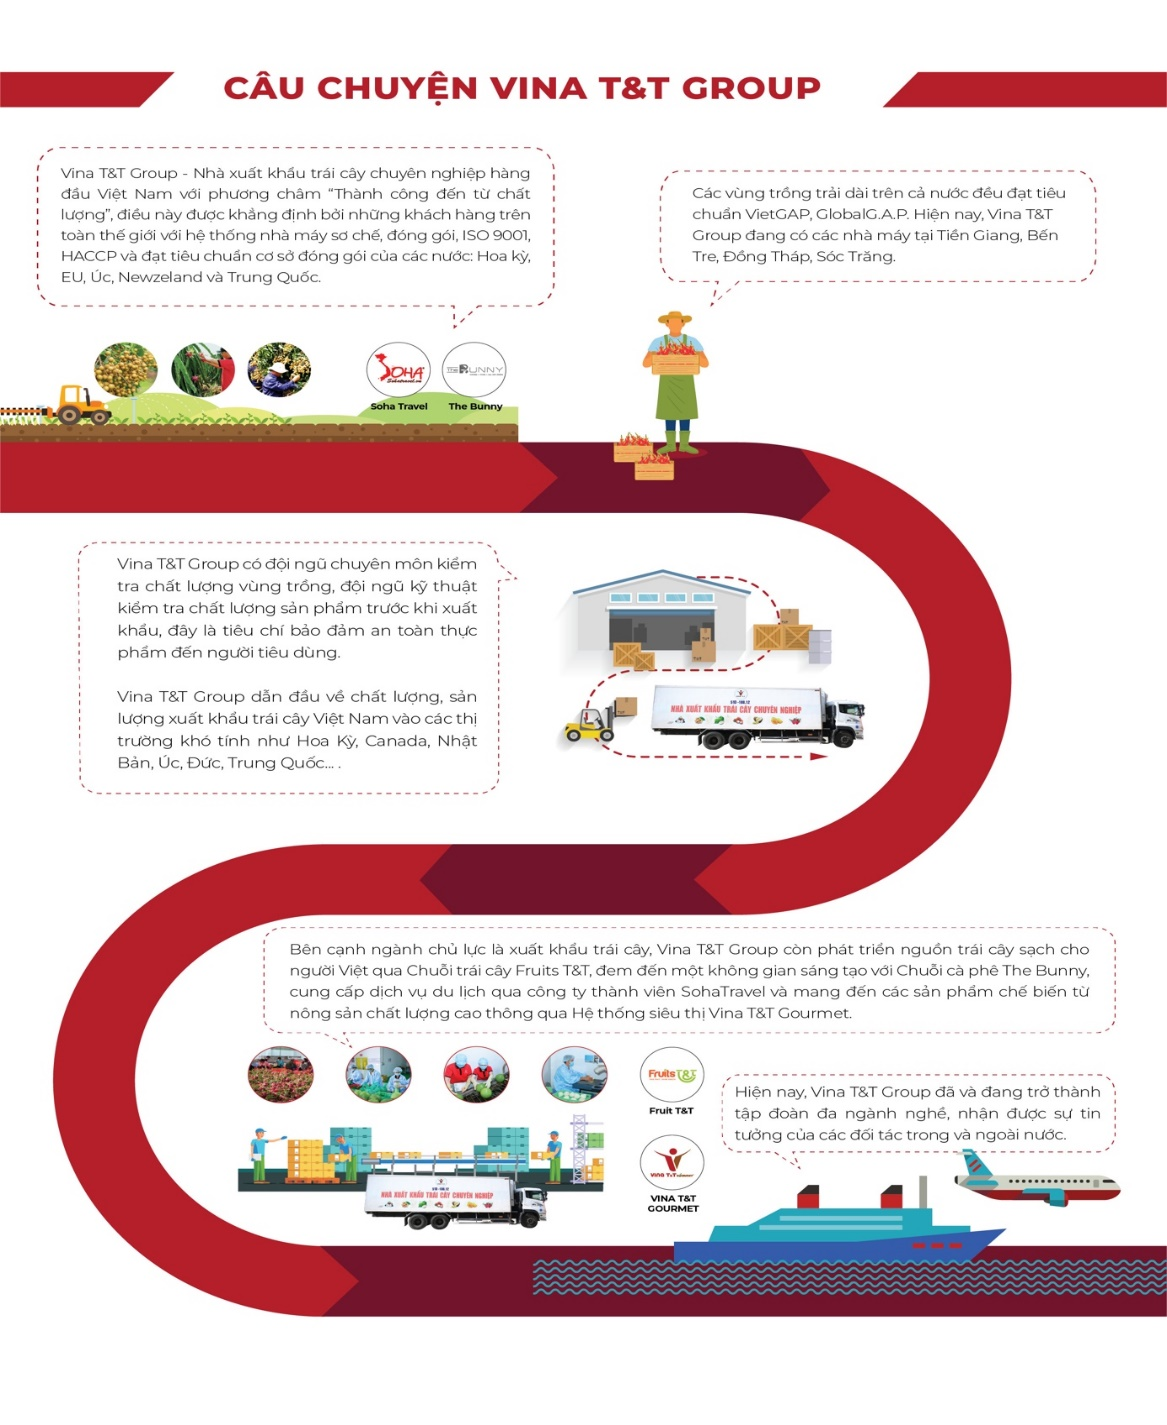 CÂU CHUYỆN VINA T&T GROUP
Vina T&T Group - Nhà xuất khẩu trái cây chuyên nghiệp hàng
đầu Việt Nam với phương châm “Thành công đến từ chất
lượng”, điều này được khẳng định bởi những khách hàng trên
toàn thế giới với hệ thống nhà máy sơ chế, đóng gói, ISO 9001,
HACCP và đạt tiêu chuẩn cơ sở đóng gói của các nước: Hoa kỳ,
EU, Úc, Newzeland và Trung Quốc.
Các vùng trồng trải dài trên cả nước đều đạt tiêu
chuẩn VietGAP, GlobalG.A.P. Hiện nay, Vina T&T
Group đang có các nhà máy tại Tiền Giang, Bến
Tre, Đồng Tháp, Sóc Trăng.
SOHA
Sohatravel.vn
Soha Travel
THE BUNNY
The Bunny
Vina T&T Group có đội ngũ chuyên môn kiểm
tra chất lượng vùng trồng, đội ngũ kỹ thuật
kiểm tra chất lượng sản phẩm trước khi xuất
khẩu, đây là tiêu chí bảo đảm an toàn thực
phẩm đến người tiêu dùng.
Vina T&T Group dẫn đầu về chất lượng, sản
lượng xuất khẩu trái cây Việt Nam vào các thị
trường khó tính như Hoa Kỳ, Canada, Nhật
Bản, Úc, Đức, Trung Quốc... .
NHÀ XUẤT KHẨU TRÁI CÂY CHUYÊN NGHIỆP
Bên cạnh ngành chủ lực là xuất khẩu trái cây, Vina T&T Group còn phát triển nguồn trái cây sạch cho
người Việt qua Chuỗi trái cây Fruits T&T, đem đến một không gian sáng tạo với Chuỗi cà phê The Bunny,
cung cấp dịch vụ du lịch qua công ty thành viên SohaTravel và mang đến các sản phẩm chế biến từ
nông sản chất lượng cao thông qua Hệ thống siêu thị Vina T&T Gourmet.
Fruits T&T
Fruit T&T
Hiện nay, Vina T&T Group đã và đang trở thành
tập đoàn đa ngành nghề, nhận được sự tin
tưởng của các đối tác trong và ngoài nước.
NHÀ XUẤT KHẨU TRÁI CÂY CHUYÊN NGHIỆP
VINA T&T GOURMET
VINA T&T
GOURMET